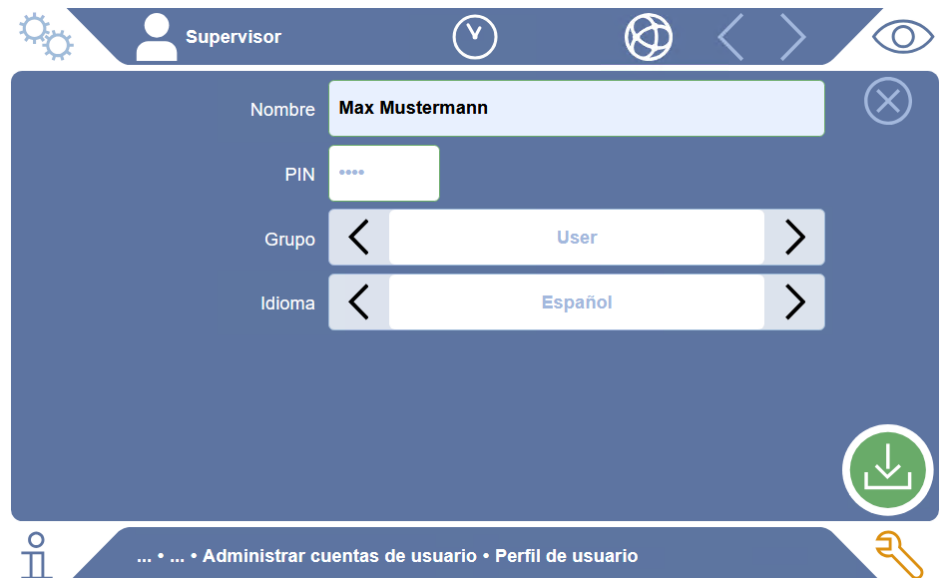 Supervisor
Nombre Max Mustermann
PIN ••••
Grupo User
Idioma Español
... • ... • Administrar cuentas de usuario • Perfil de usuario